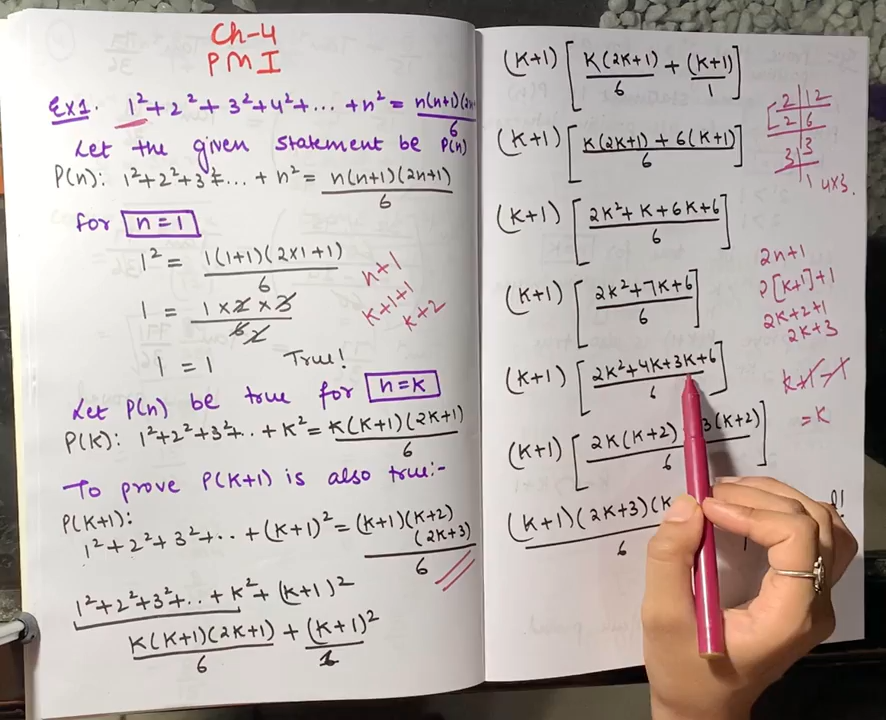 Ch-4
PMI
Ex1. 1²+2²+3²+4²+...+n² = n(n+1)(2n+
6
Let the given statement be P(n)
P(n): 1²+2²+3²+...+n² = n(n+1)(2n+1)
6
for n=1
1² = 1(1+1)(2×1+1)
6
1 = 1×2×3
6 2
1 = 1 True!
n+1
k+1+1
k+2
Let P(n) be true for n=k
P(k): 1²+2²+3²+..+k² = k(k+1)(2k+1)
6
To prove P(k+1) is also true:-
P(k+1):
1²+2²+3²+..+(k+1)² = (k+1)(k+2)
(2k+3)
6
1²+2²+3²+..+k²+(k+1)²
k(k+1)(2k+1) + (k+1)²
6 1
(k+1) [k(2k+1) + (k+1)]
6 1
(k+1) [k(2k+1) + 6(k+1)]
6
(k+1) [2k²+k+6k+6]
6
(k+1) [2k²+7k+6]
6
(k+1) [2k²+4k+3k+6]
6
(k+1) [2k(k+2) 3(k+2)]
6
(k+1)(2k+3)(k
6
2 12
2 6
3 3
1 4×3.
2n+1
2[k+1]+1
2k+2+1
2k+3
k+1-1
=k